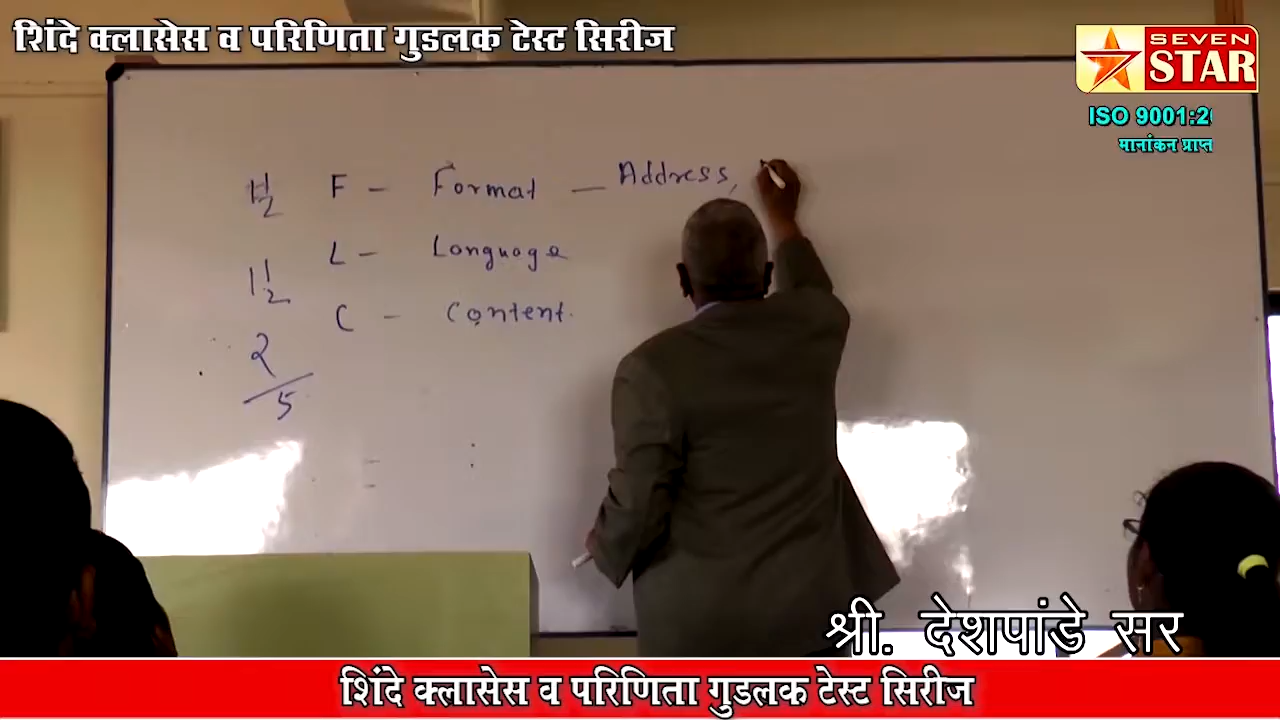 शिंदे क्लासेस व परिणिता गुडलक टेस्ट सिरीज
SEVEN
STAR
ISO 9001:2
मानांकन प्राप्त
1 1/2 F - Format - Address,
1 1/2 L - Language
2 C - Content.
5
श्री. देशपांडे सर
शिंदे क्लासेस व परिणिता गुडलक टेस्ट सिरीज